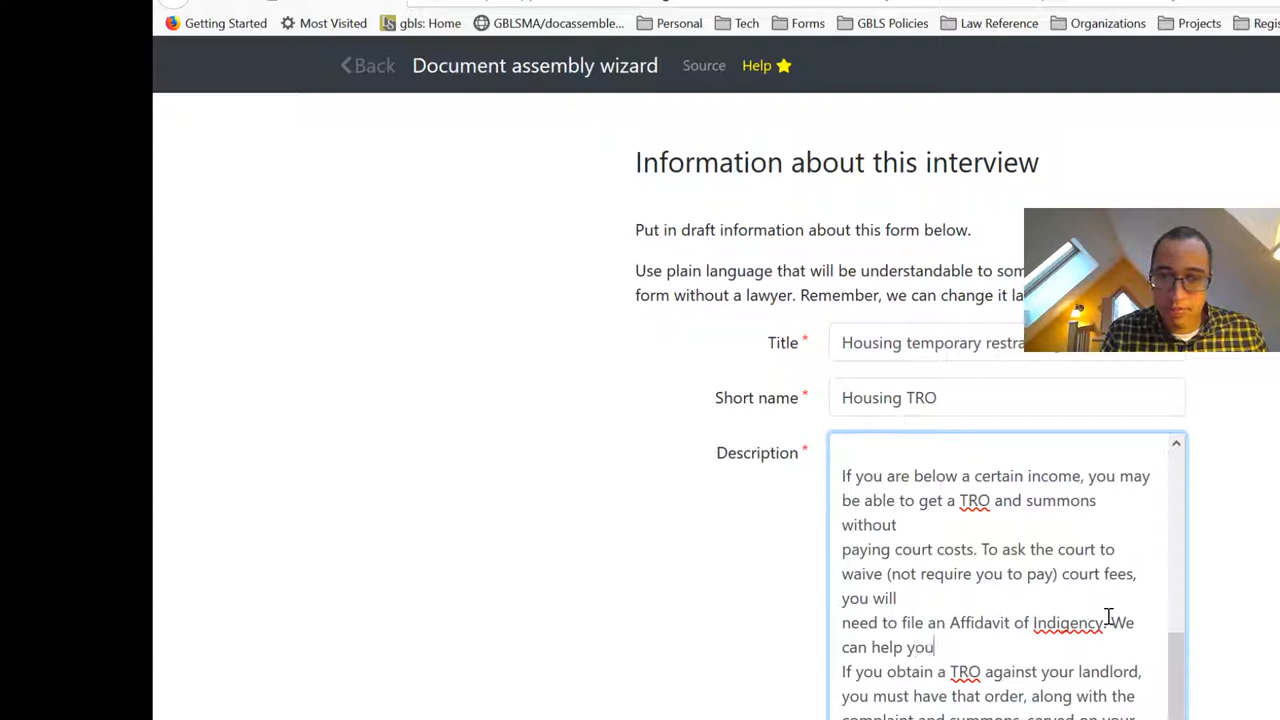 Getting Started Most Visited gbls: Home GBLSMA/docassemble... Personal Tech Forms GBLS Policies Law Reference Organizations Projects
Back Document assembly wizard Source Help
Information about this interview
Put in draft information about this form below.
Use plain language that will be understandable to som
form without a lawyer. Remember, we can change it la
Title * Housing temporary restra
Short name * Housing TRO
Description *
If you are below a certain income, you may
be able to get a TRO and summons
without
paying court costs. To ask the court to
waive (not require you to pay) court fees,
you will
need to file an Affidavit of Indigency. We
can help you
If you obtain a TRO against your landlord,
you must have that order, along with the
complaint and summons, served on your